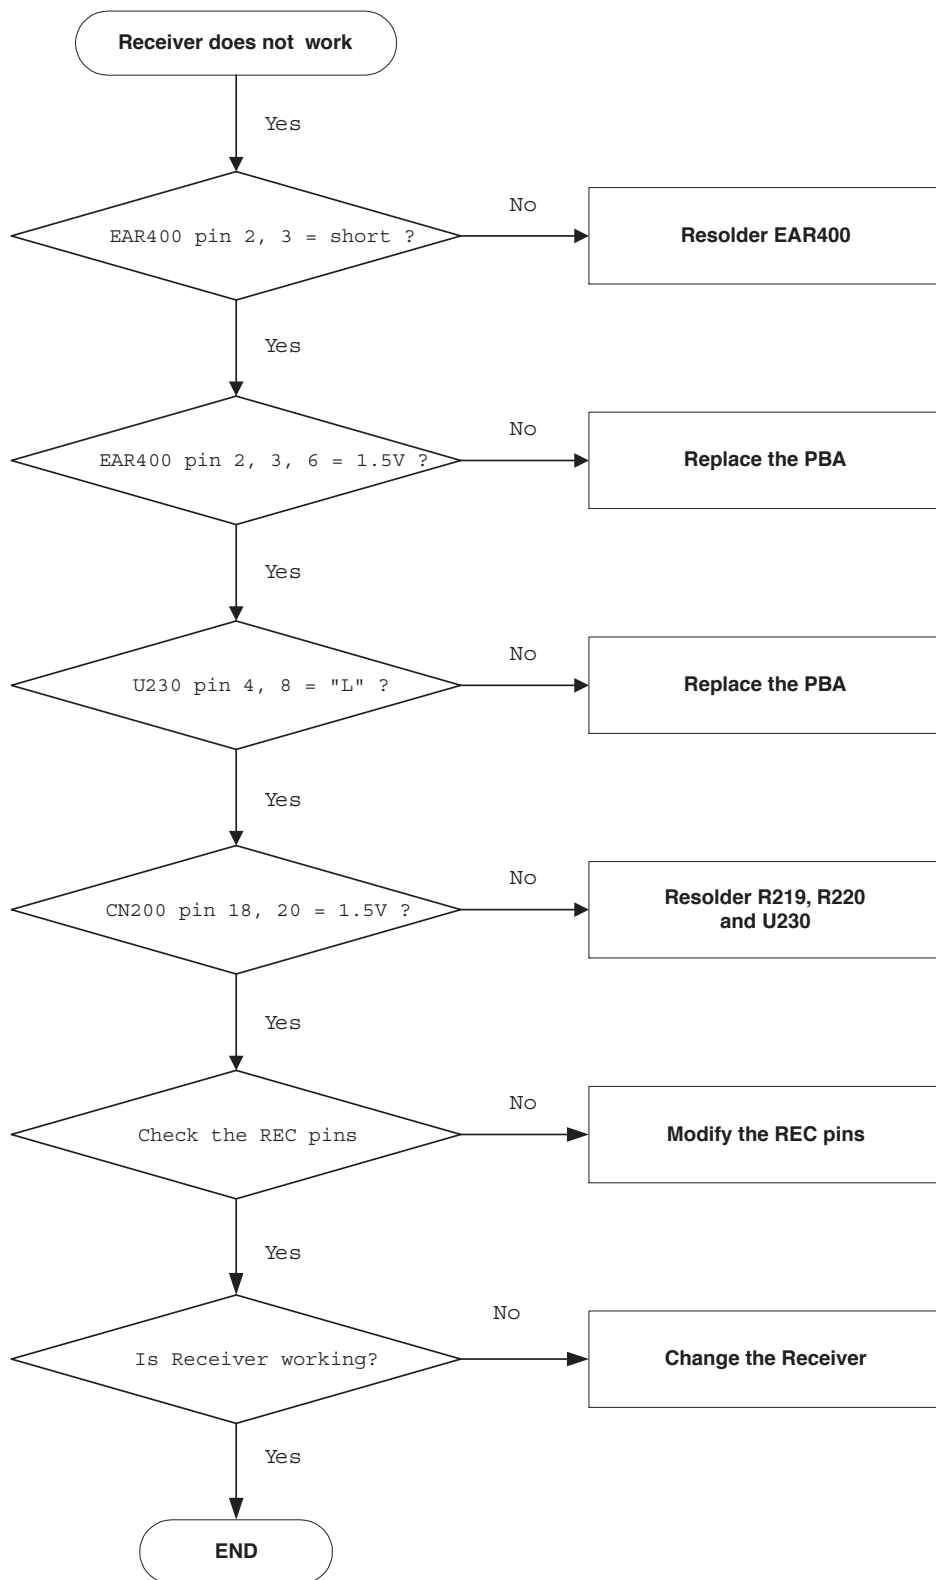 Receiver does not work
Yes
EAR400 pin 2, 3 = short ?
No
Resolder EAR400
Yes
EAR400 pin 2, 3, 6 = 1.5V ?
No
Replace the PBA
Yes
U230 pin 4, 8 = "L" ?
No
Replace the PBA
Yes
CN200 pin 18, 20 = 1.5V ?
No
Resolder R219, R220
and U230
Yes
Check the REC pins
No
Modify the REC pins
Yes
Is Receiver working?
No
Change the Receiver
Yes
END